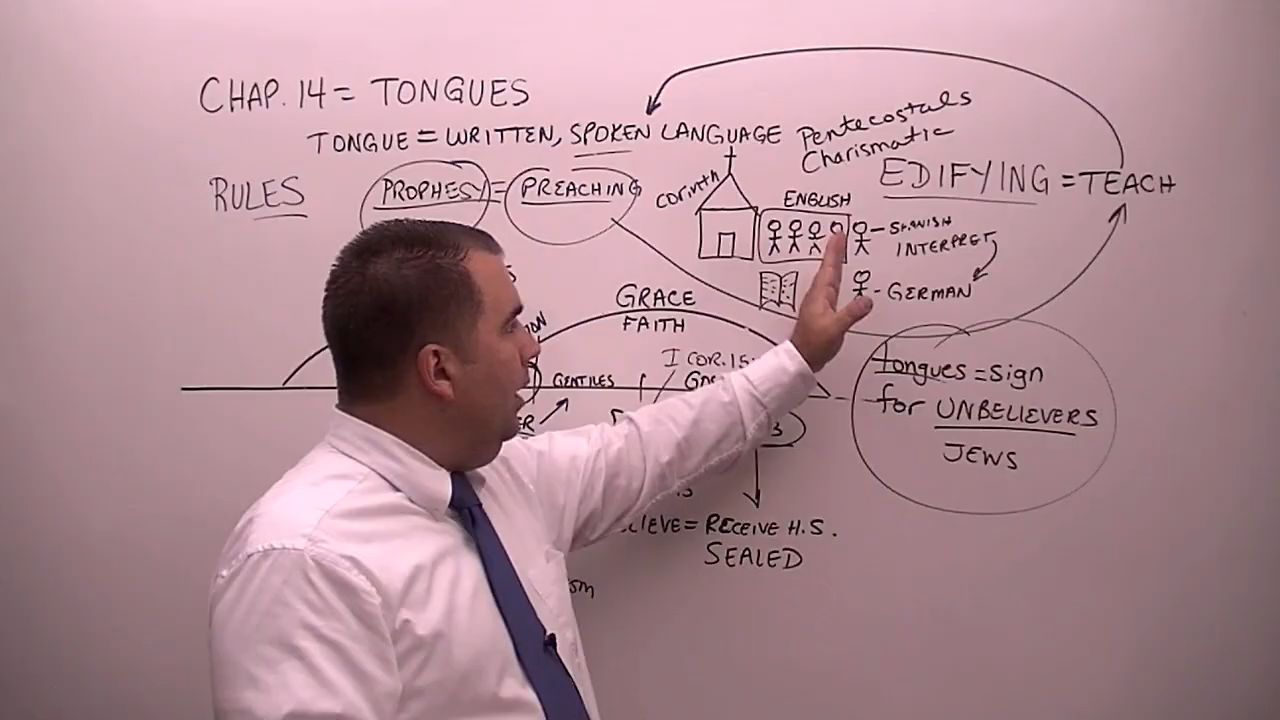 CHAP. 14 = TONGUES
TONGUE = WRITTEN, SPOKEN LANGUAGE
Pentecostals
Charismatic
RULES
PROPHESY = PREACHING
corinth
EDIFYING = TEACH
ENGLISH
SPANISH
INTERPRET
GERMAN
GRACE
FAITH
I COR. 15:
GENTILES
tongues = sign
for UNBELIEVERS
JEWS
3
= RECEIVE H.S.
SEALED